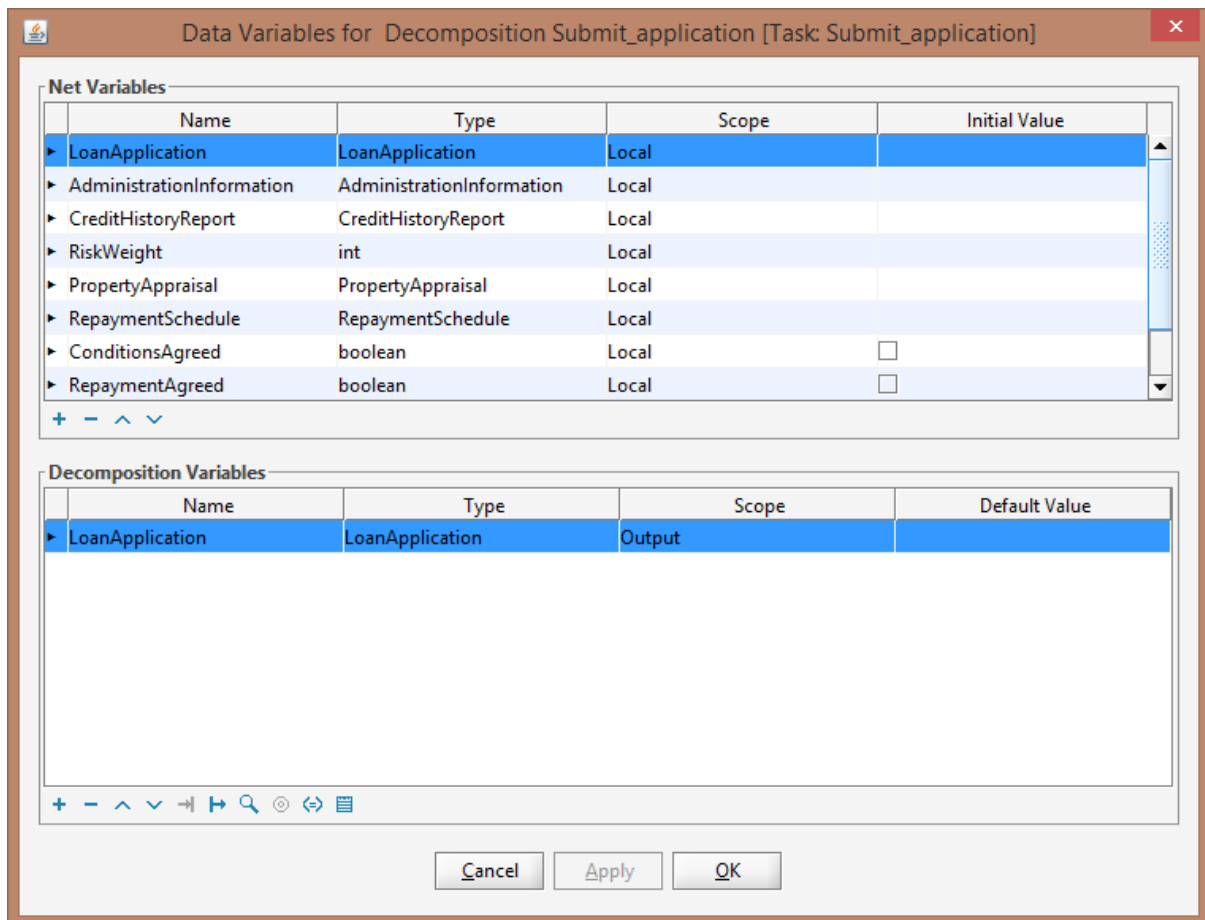 Data Variables for Decomposition Submit_application [Task: Submit_application]
Net Variables
Name Type Scope Initial Value
LoanApplication LoanApplication Local
AdministrationInformation AdministrationInformation Local
CreditHistoryReport CreditHistoryReport Local
RiskWeight int Local
PropertyAppraisal PropertyAppraisal Local
RepaymentSchedule RepaymentSchedule Local
ConditionsAgreed boolean Local
RepaymentAgreed boolean Local
Decomposition Variables
Name Type Scope Default Value
LoanApplication LoanApplication Output
Cancel Apply OK